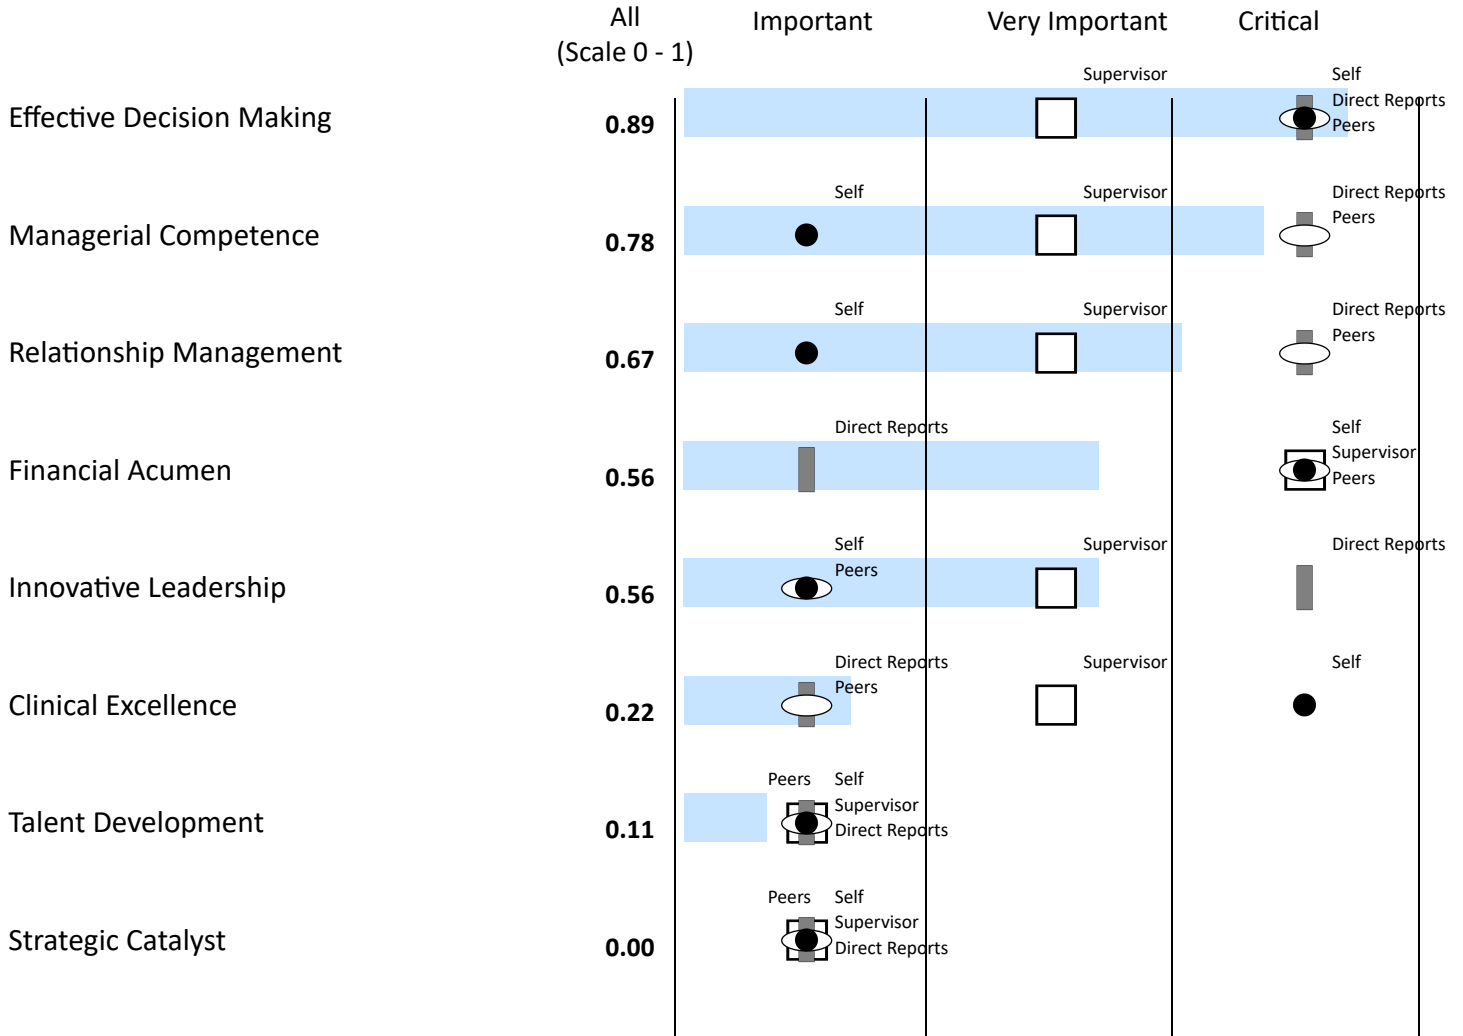 All
(Scale 0 - 1)
Important
Very Important
Critical
Effective Decision Making
0.89
Supervisor
Self
Direct Reports
Peers
Managerial Competence
0.78
Self
Supervisor
Direct Reports
Peers
Relationship Management
0.67
Self
Supervisor
Direct Reports
Peers
Financial Acumen
0.56
Direct Reports
Self
Supervisor
Peers
Innovative Leadership
0.56
Self
Peers
Supervisor
Direct Reports
Clinical Excellence
0.22
Direct Reports
Peers
Supervisor
Self
Talent Development
0.11
Peers
Self
Supervisor
Direct Reports
Strategic Catalyst
0.00
Peers
Self
Supervisor
Direct Reports